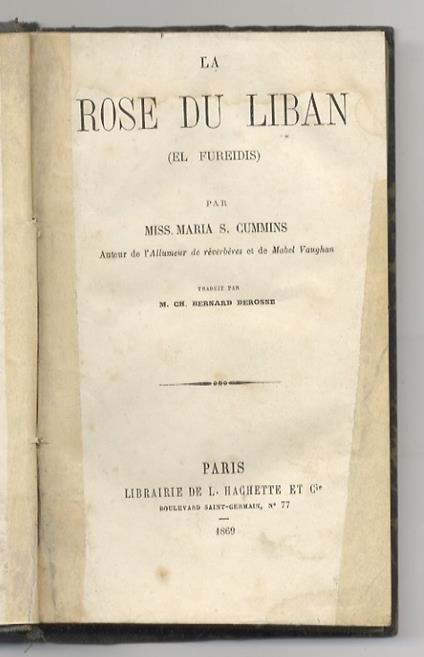 LA
ROSE DU LIBAN
(EL FUREIDIS)
PAR
MISS. MARIA S. CUMMINS
Auteur de l'Allumeur de réverbères et de Mabel Vaughan
TRADUIT PAR
M. CH. BERNARD DEROSNE
PARIS
LIBRAIRIE DE L. HACHETTE ET Cie
BOULEVARD SAINT-GERMAIN, N° 77
1869